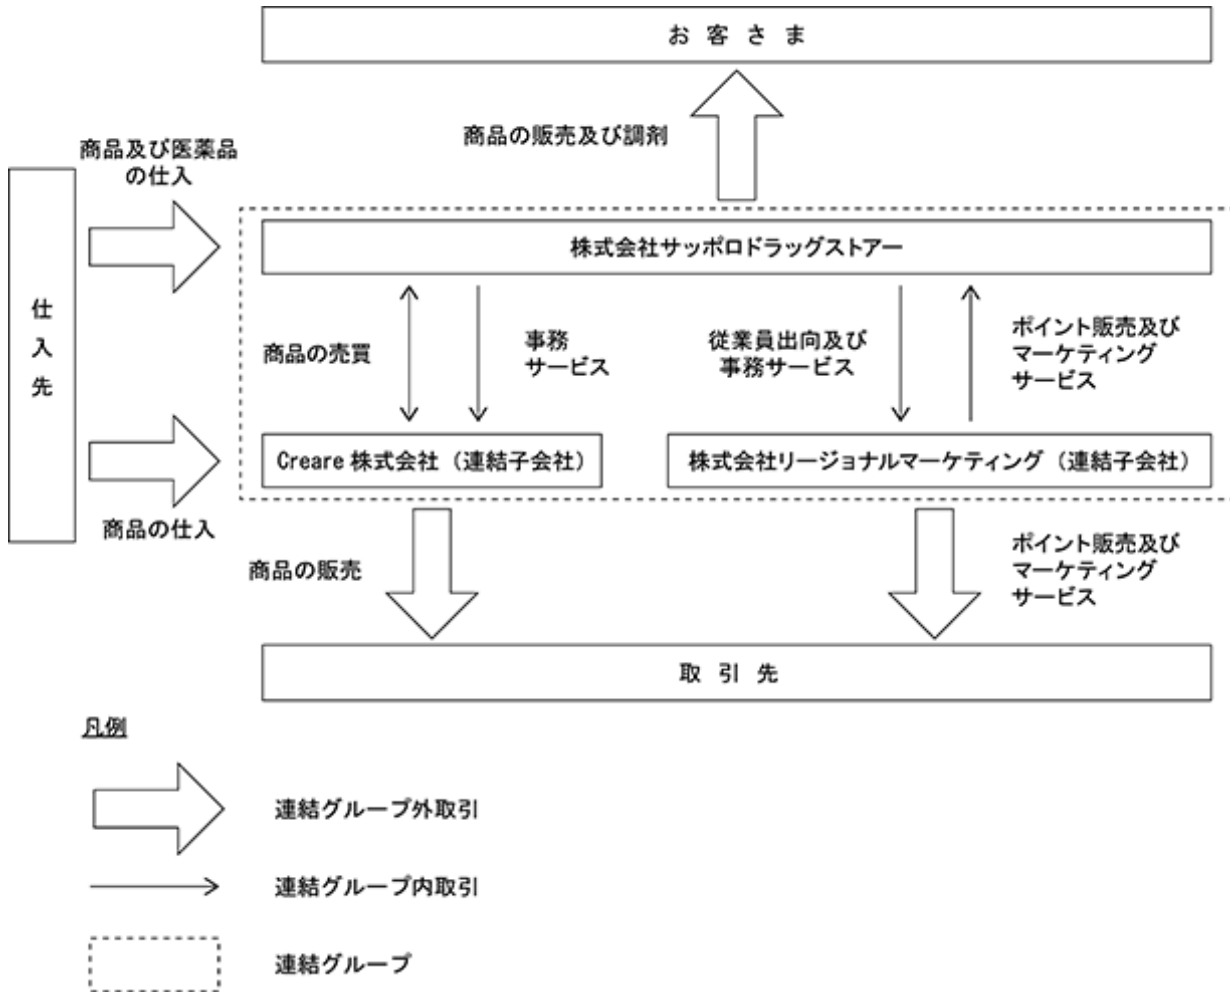 お客さま
商品の販売及び調剤
商品及び医薬品
の仕入
株式会社サッポロドラッグストアー
仕入先
商品の売買
事務
サービス
従業員出向及び
事務サービス
ポイント販売及び
マーケティング
サービス
Creare 株式会社（連結子会社）
株式会社リージョナルマーケティング（連結子会社）
商品の仕入
商品の販売
ポイント販売及び
マーケティング
サービス
取引先
凡例
連結グループ外取引
連結グループ内取引
連結グループ